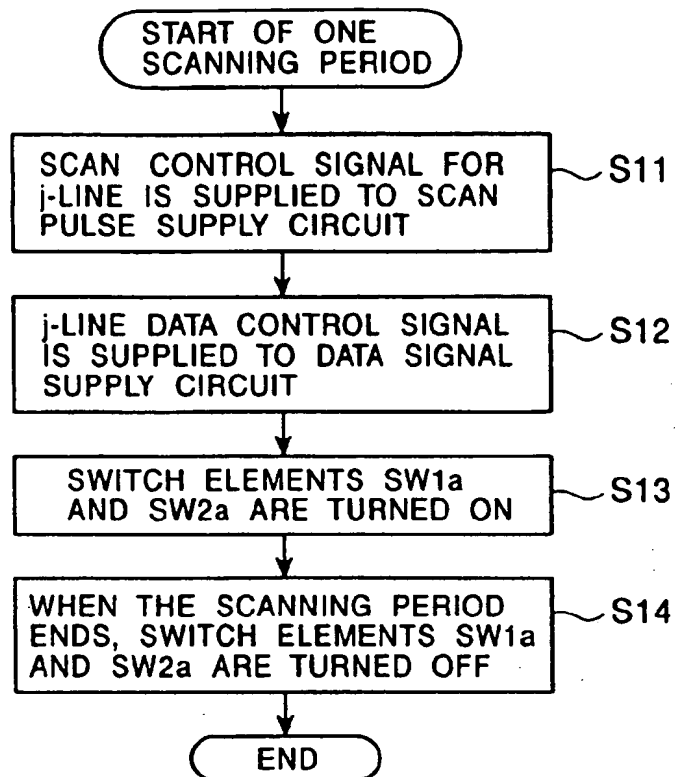 START OF ONE
SCANNING PERIOD
SCAN CONTROL SIGNAL FOR
j-LINE IS SUPPLIED TO SCAN
PULSE SUPPLY CIRCUIT
S11
j-LINE DATA CONTROL SIGNAL
IS SUPPLIED TO DATA SIGNAL
SUPPLY CIRCUIT
S12
SWITCH ELEMENTS SW1a
AND SW2a ARE TURNED ON
S13
WHEN THE SCANNING PERIOD
ENDS, SWITCH ELEMENTS SW1a
AND SW2a ARE TURNED OFF
S14
END